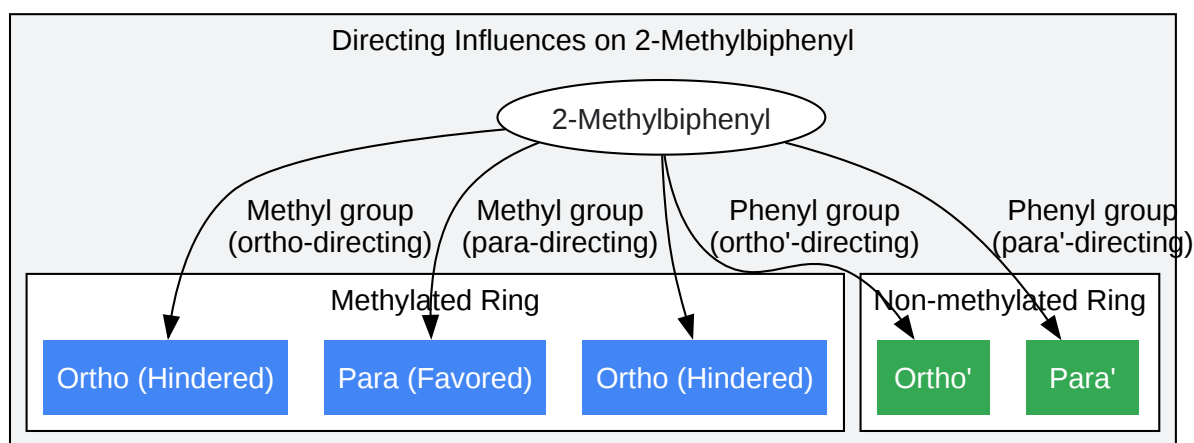 Directing Influences on 2-Methylbiphenyl
2-Methylbiphenyl
Methyl group
(ortho-directing)
Methyl group
(para-directing)
Phenyl group
(ortho'-directing)
Phenyl group
(para'-directing)
Methylated Ring
Non-methylated Ring
Ortho (Hindered)
Para (Favored)
Ortho (Hindered)
Ortho'
Para'